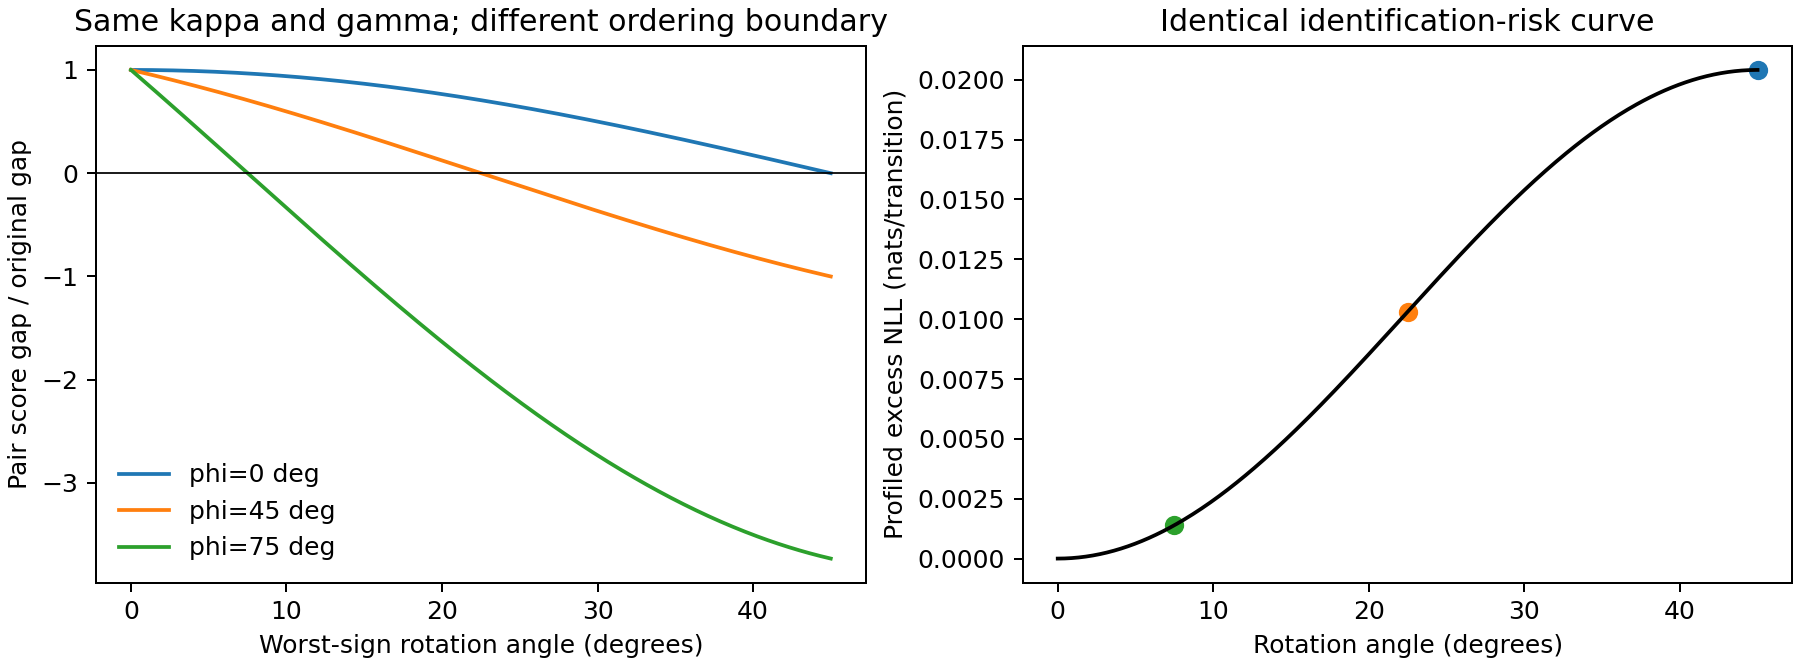 Same kappa and gamma; different ordering boundary
Pair score gap / original gap
1
0
−1
−2
−3
phi=0 deg
phi=45 deg
phi=75 deg
0 10 20 30 40
Worst-sign rotation angle (degrees)
Identical identification-risk curve
Profiled excess NLL (nats/transition)
0.0200
0.0175
0.0150
0.0125
0.0100
0.0075
0.0050
0.0025
0.0000
0 10 20 30 40
Rotation angle (degrees)